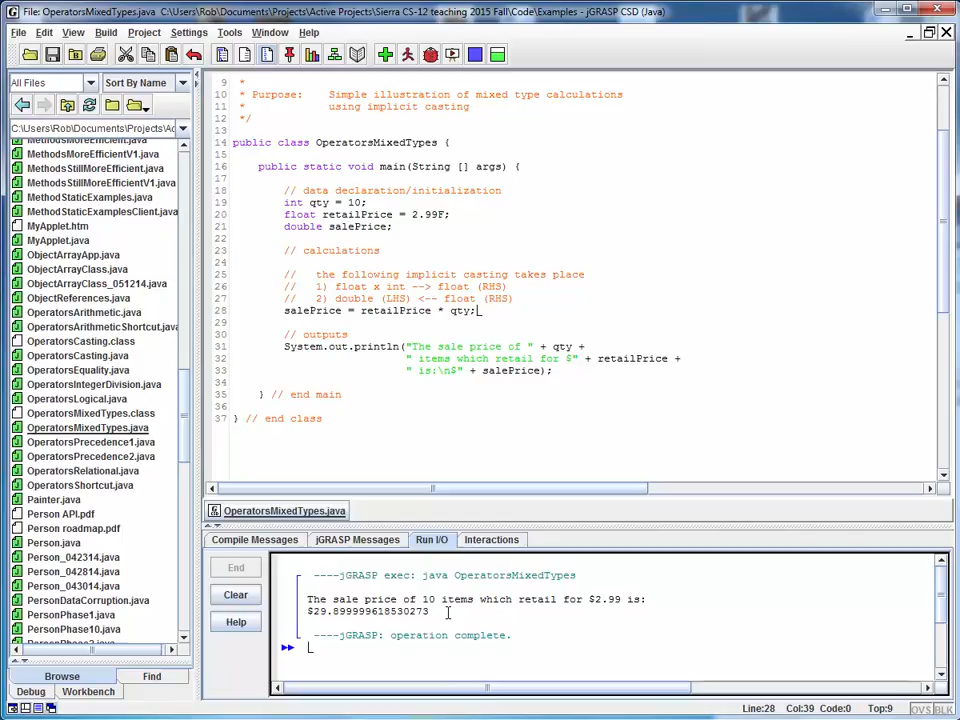 File: OperatorsMixedTypes.java  C:\Users\Rob\Documents\Projects\Active Projects\Sierra CS-12 teaching 2015 Fall\Code\Examples - jGRASP CSD (Java)
File Edit View Build Project Settings Tools Window Help
All Files Sort By Name
C:\Users\Rob\Documents\Projects\Ac
MethodsMoreEfficient.java
MethodsMoreEfficientV1.java
MethodsStillMoreEfficient.java
MethodsStillMoreEfficientV1.java
MethodStaticExamples.java
MethodStaticExamplesClient.java
MyApplet.htm
MyApplet.java
ObjectArrayApp.java
ObjectArrayClass.java
ObjectArrayClass_051214.java
ObjectReferences.java
OperatorsArithmetic.java
OperatorsArithmeticShortcut.java
OperatorsCasting.class
OperatorsCasting.java
OperatorsEquality.java
OperatorsIntegerDivision.java
OperatorsLogical.java
OperatorsMixedTypes.class
OperatorsMixedTypes.java
OperatorsPrecedence1.java
OperatorsPrecedence2.java
OperatorsRelational.java
OperatorsShortcut.java
Painter.java
Person API.pdf
Person roadmap.pdf
Person.java
Person_042314.java
Person_042814.java
Person_043014.java
PersonDataCorruption.java
PersonPhase1.java
PersonPhase10.java
PersonPhase2.java
Browse Find
Debug Workbench
9 *
10 * Purpose: Simple illustration of mixed type calculations
11 using implicit casting
12 */
13
14 public class OperatorsMixedTypes {
15
16 public static void main(String [] args) {
17
18 // data declaration/initialization
19 int qty = 10;
20 float retailPrice = 2.99F;
21 double salePrice;
22
23 // calculations
24
25 // the following implicit casting takes place
26 // 1) float x int --> float (RHS)
27 // 2) double (LHS) <-- float (RHS)
28 salePrice = retailPrice * qty;
29
30 // outputs
31 System.out.println("The sale price of " + qty +
32 " items which retail for $" + retailPrice +
33 " is:\n$" + salePrice);
34
35 } // end main
36
37 } // end class
OperatorsMixedTypes.java
Compile Messages jGRASP Messages Run I/O Interactions
End
Clear
Help
----jGRASP exec: java OperatorsMixedTypes
The sale price of 10 items which retail for $2.99 is:
$29.899999618530273
----jGRASP: operation complete.
Line:28 Col:39 Code:0 Top:9 OVS BLK